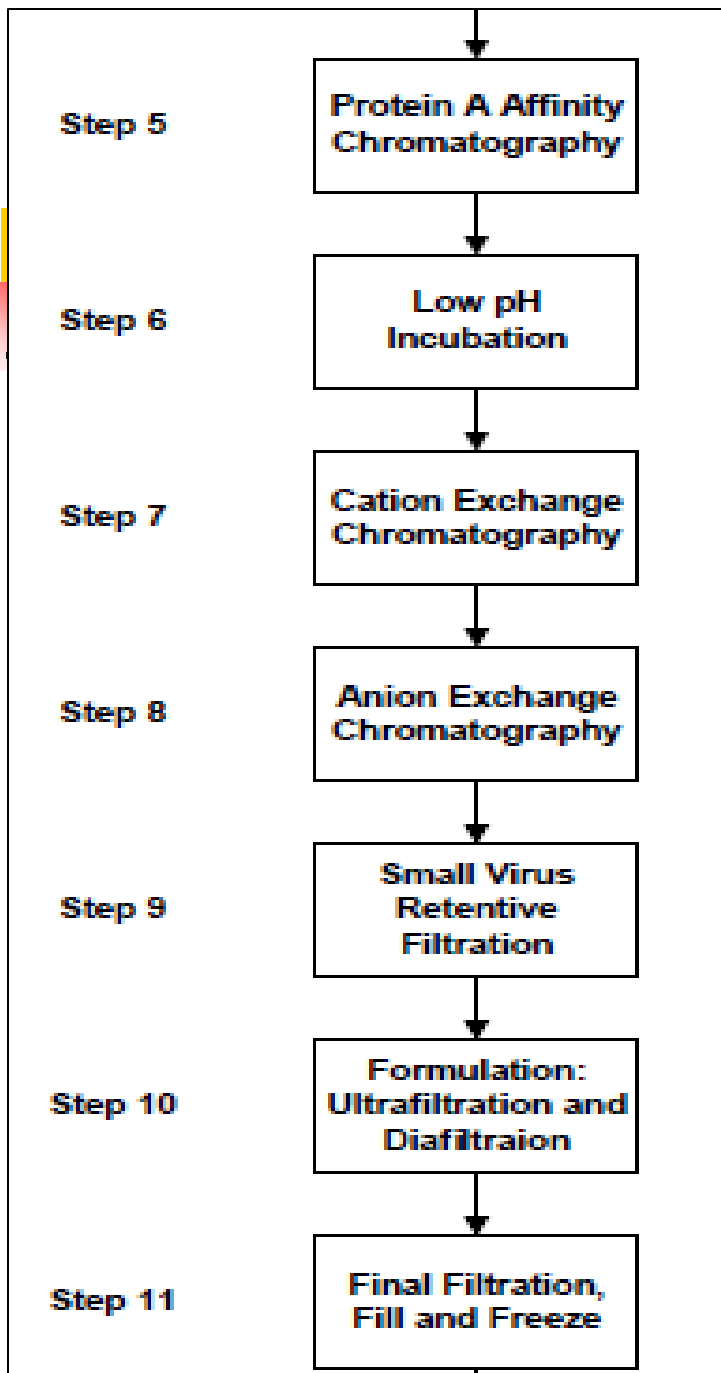 Step 5
Protein A Affinity
Chromatography
Step 6
Low pH
Incubation
Step 7
Cation Exchange
Chromatography
Step 8
Anion Exchange
Chromatography
Step 9
Small Virus
Retentive
Filtration
Step 10
Formulation:
Ultrafiltration and
Diafiltraion
Step 11
Final Filtration,
Fill and Freeze